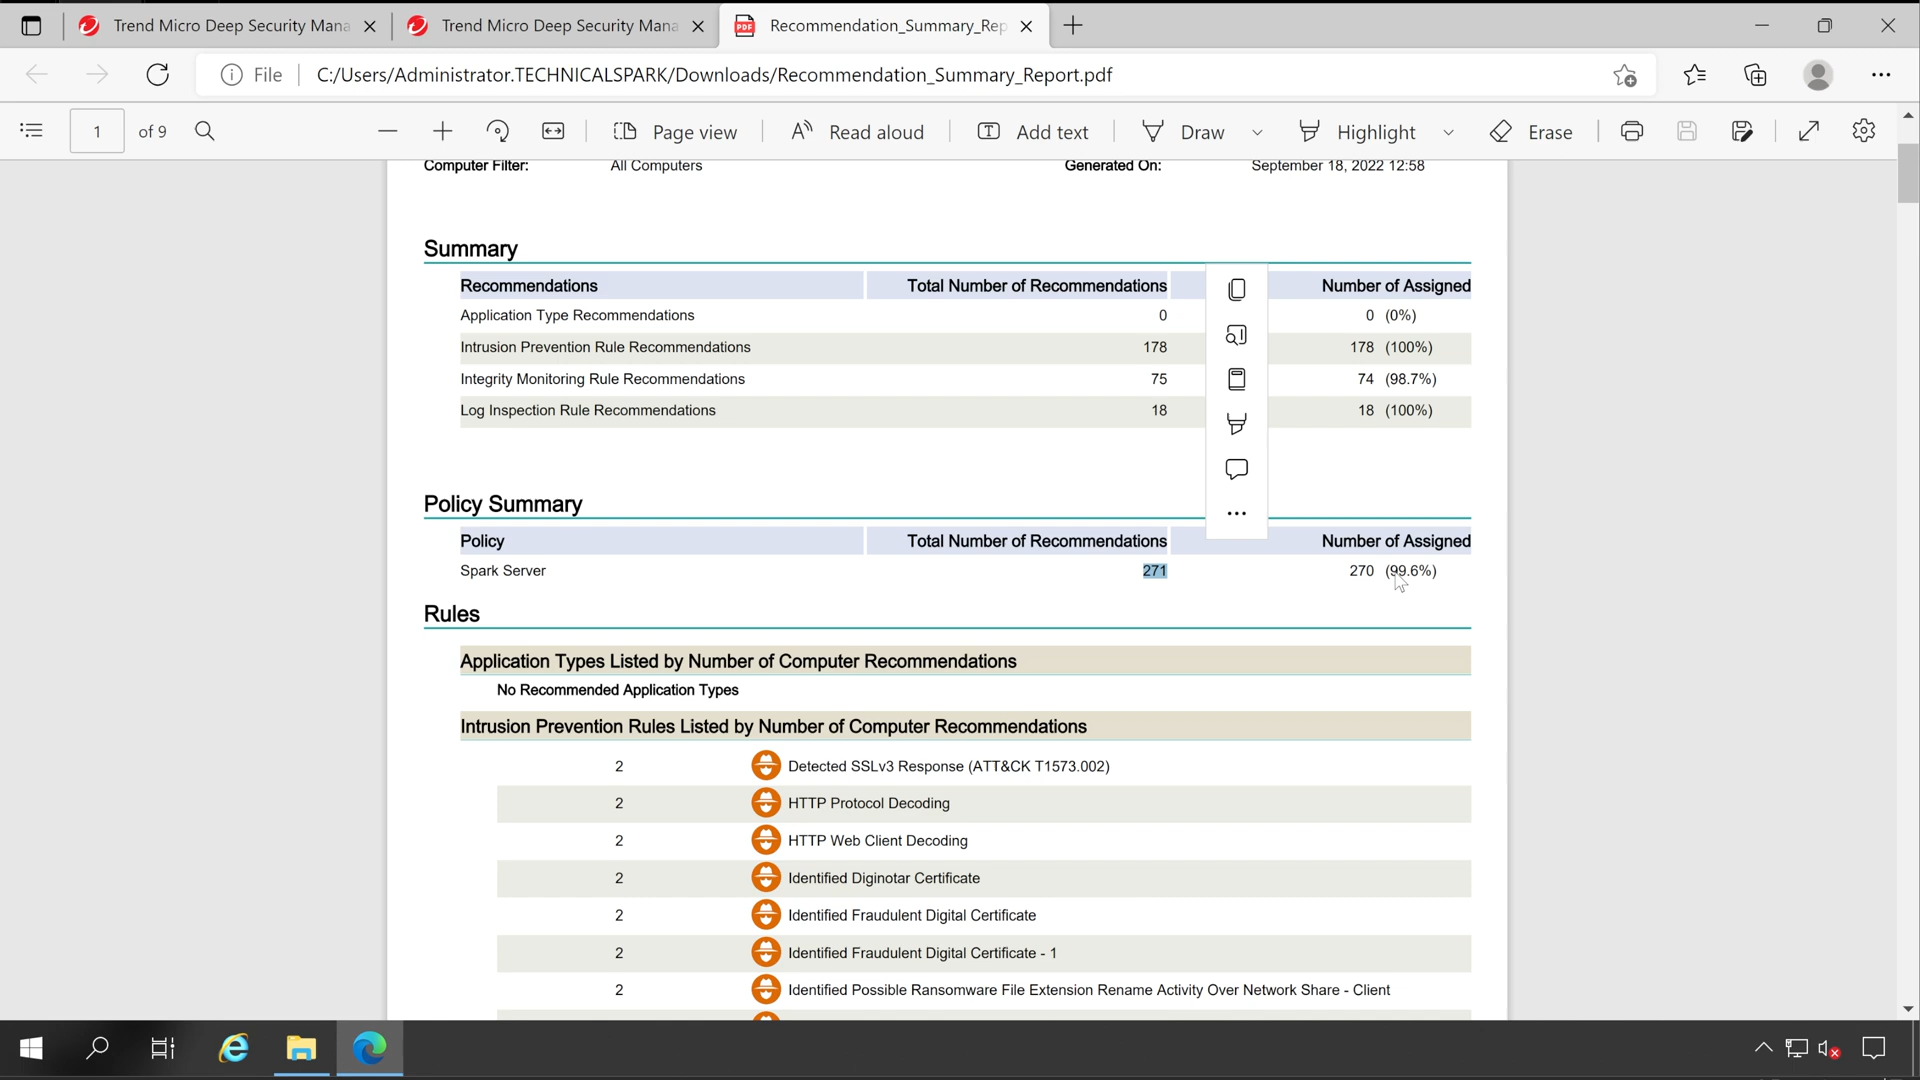 Trend Micro Deep Security Mana
Trend Micro Deep Security Mana
Recommendation_Summary_Rep
File
C:/Users/Administrator.TECHNICALSPARK/Downloads/Recommendation_Summary_Report.pdf
1 of 9
Page view
Read aloud
Add text
Draw
Highlight
Erase
Computer Filter: All Computers Generated On: September 18, 2022 12:58
Summary
Recommendations Total Number of Recommendations Number of Assigned
Application Type Recommendations 0 0 (0%)
Intrusion Prevention Rule Recommendations 178 178 (100%)
Integrity Monitoring Rule Recommendations 75 74 (98.7%)
Log Inspection Rule Recommendations 18 18 (100%)
Policy Summary
Policy Total Number of Recommendations Number of Assigned
Spark Server 271 270 (99.6%)
Rules
Application Types Listed by Number of Computer Recommendations
No Recommended Application Types
Intrusion Prevention Rules Listed by Number of Computer Recommendations
2 Detected SSLv3 Response (ATT&CK T1573.002)
2 HTTP Protocol Decoding
2 HTTP Web Client Decoding
2 Identified Diginotar Certificate
2 Identified Fraudulent Digital Certificate
2 Identified Fraudulent Digital Certificate - 1
2 Identified Possible Ransomware File Extension Rename Activity Over Network Share - Client